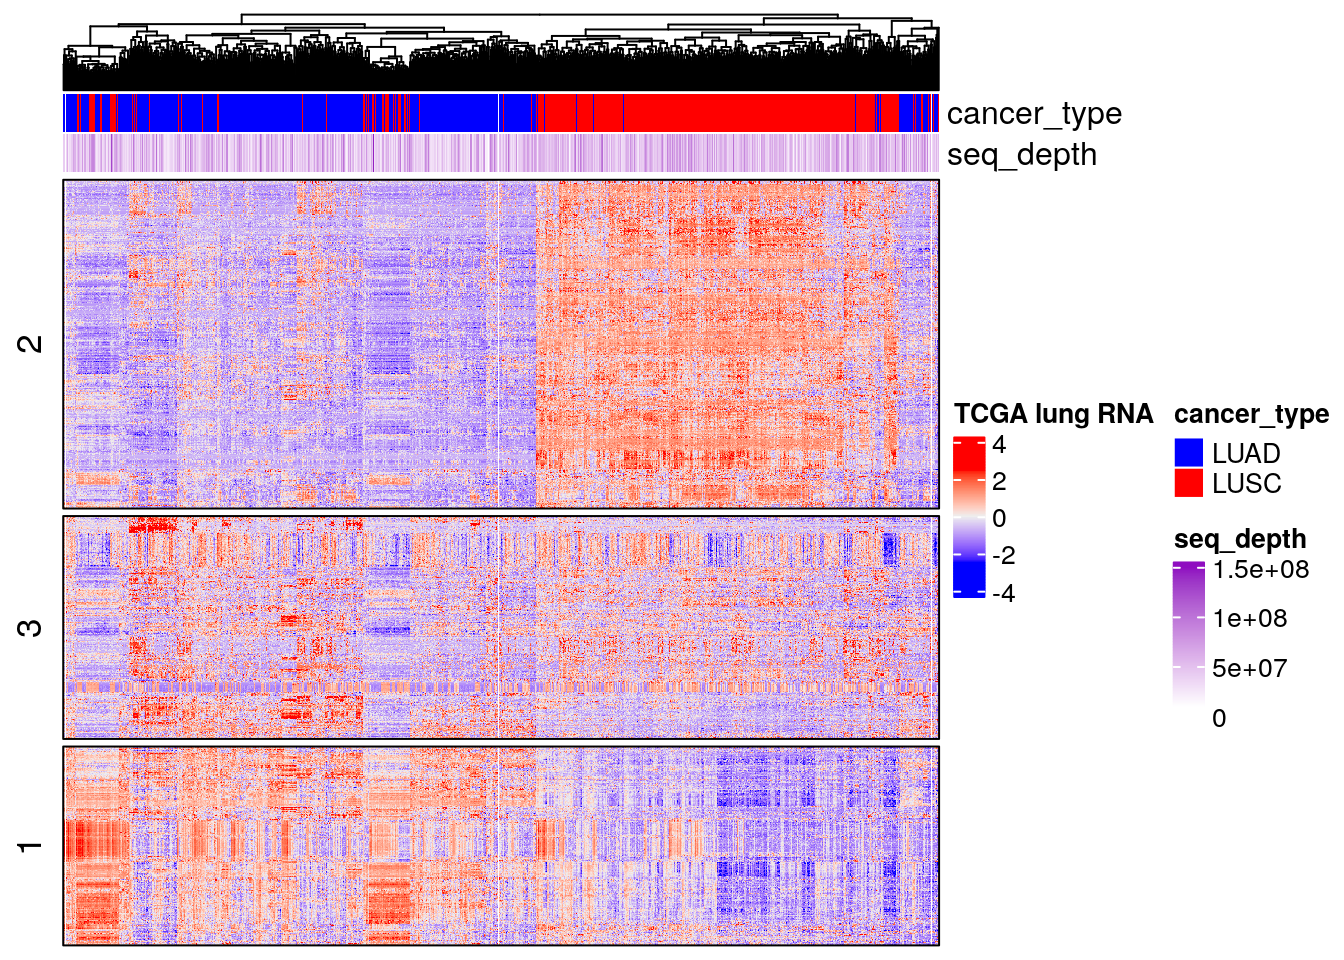 cancer_type
seq_depth
2
3
1
TCGA lung RNA
4
2
0
-2
-4
cancer_type
LUAD
LUSC
seq_depth
1.5e+08
1e+08
5e+07
0